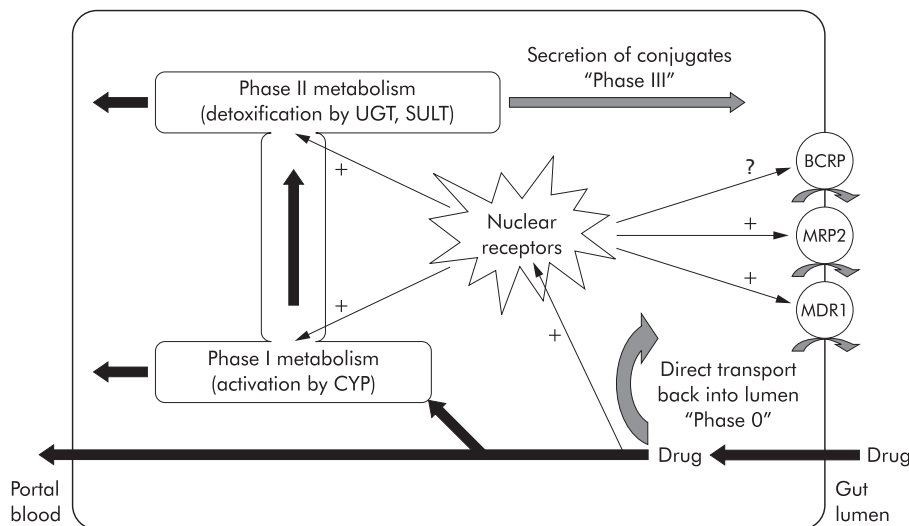 Secretion of conjugates
“Phase III”
Phase II metabolism
(detoxification by UGT, SULT)
BCRP
?
+
Nuclear
receptors
+
MRP2
+
MDR1
+
+
Phase I metabolism
(activation by CYP)
Direct transport
back into lumen
“Phase 0”
Drug
Drug
Portal
blood
Gut
lumen